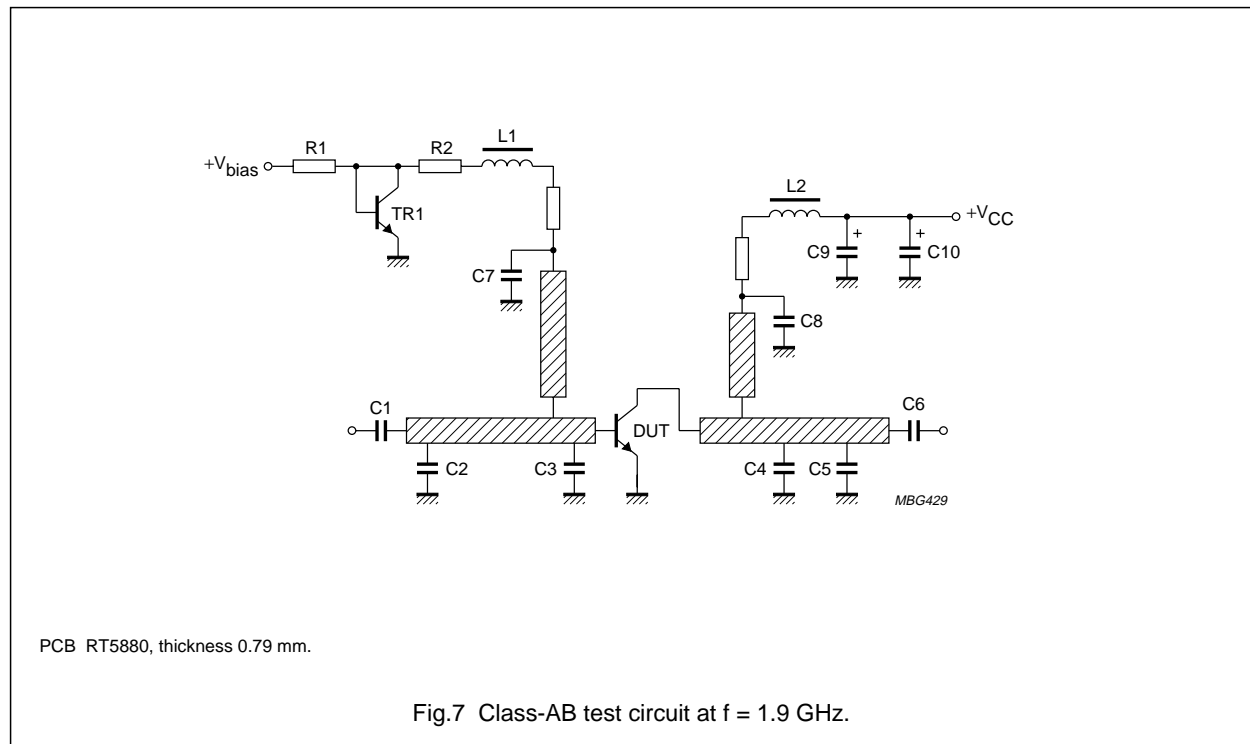 L1
R1
R2
+Vbias
TR1
L2
+VCC
+
+
C9
C10
C7
C8
C1
C6
DUT
C2
C3
C4
C5
MBG429
PCB RT5880, thickness 0.79 mm.
Fig.7 Class-AB test circuit at f = 1.9 GHz.